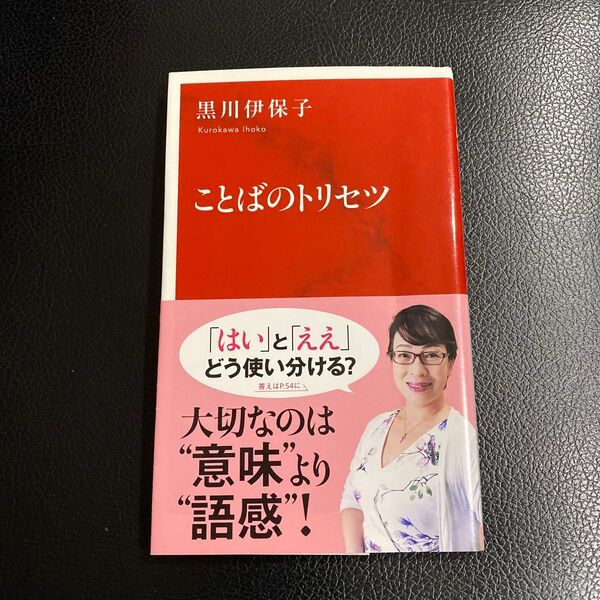 黒川伊保子
Kurokawa Ihoko
ことばのトリセツ
「はい」と「ええ」
どう使い分ける?
答えはP.54に
大切なのは
“意味”より
“語感”!